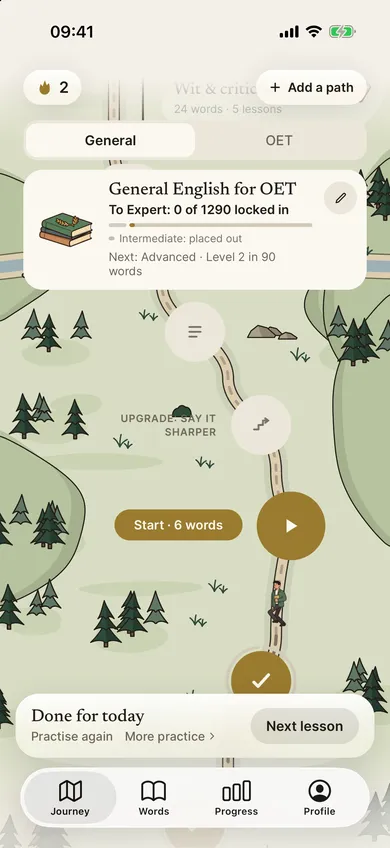 09:41
2
Wit & critic
24 words · 5 lessons
+ Add a path
General
OET
General English for OET
To Expert: 0 of 1290 locked in
Intermediate: placed out
Next: Advanced · Level 2 in 90
words
UPGRADE: SAY IT
SHARPER
Start · 6 words
Done for today
Practise again
More practice >
Next lesson
Journey
Words
Progress
Profile